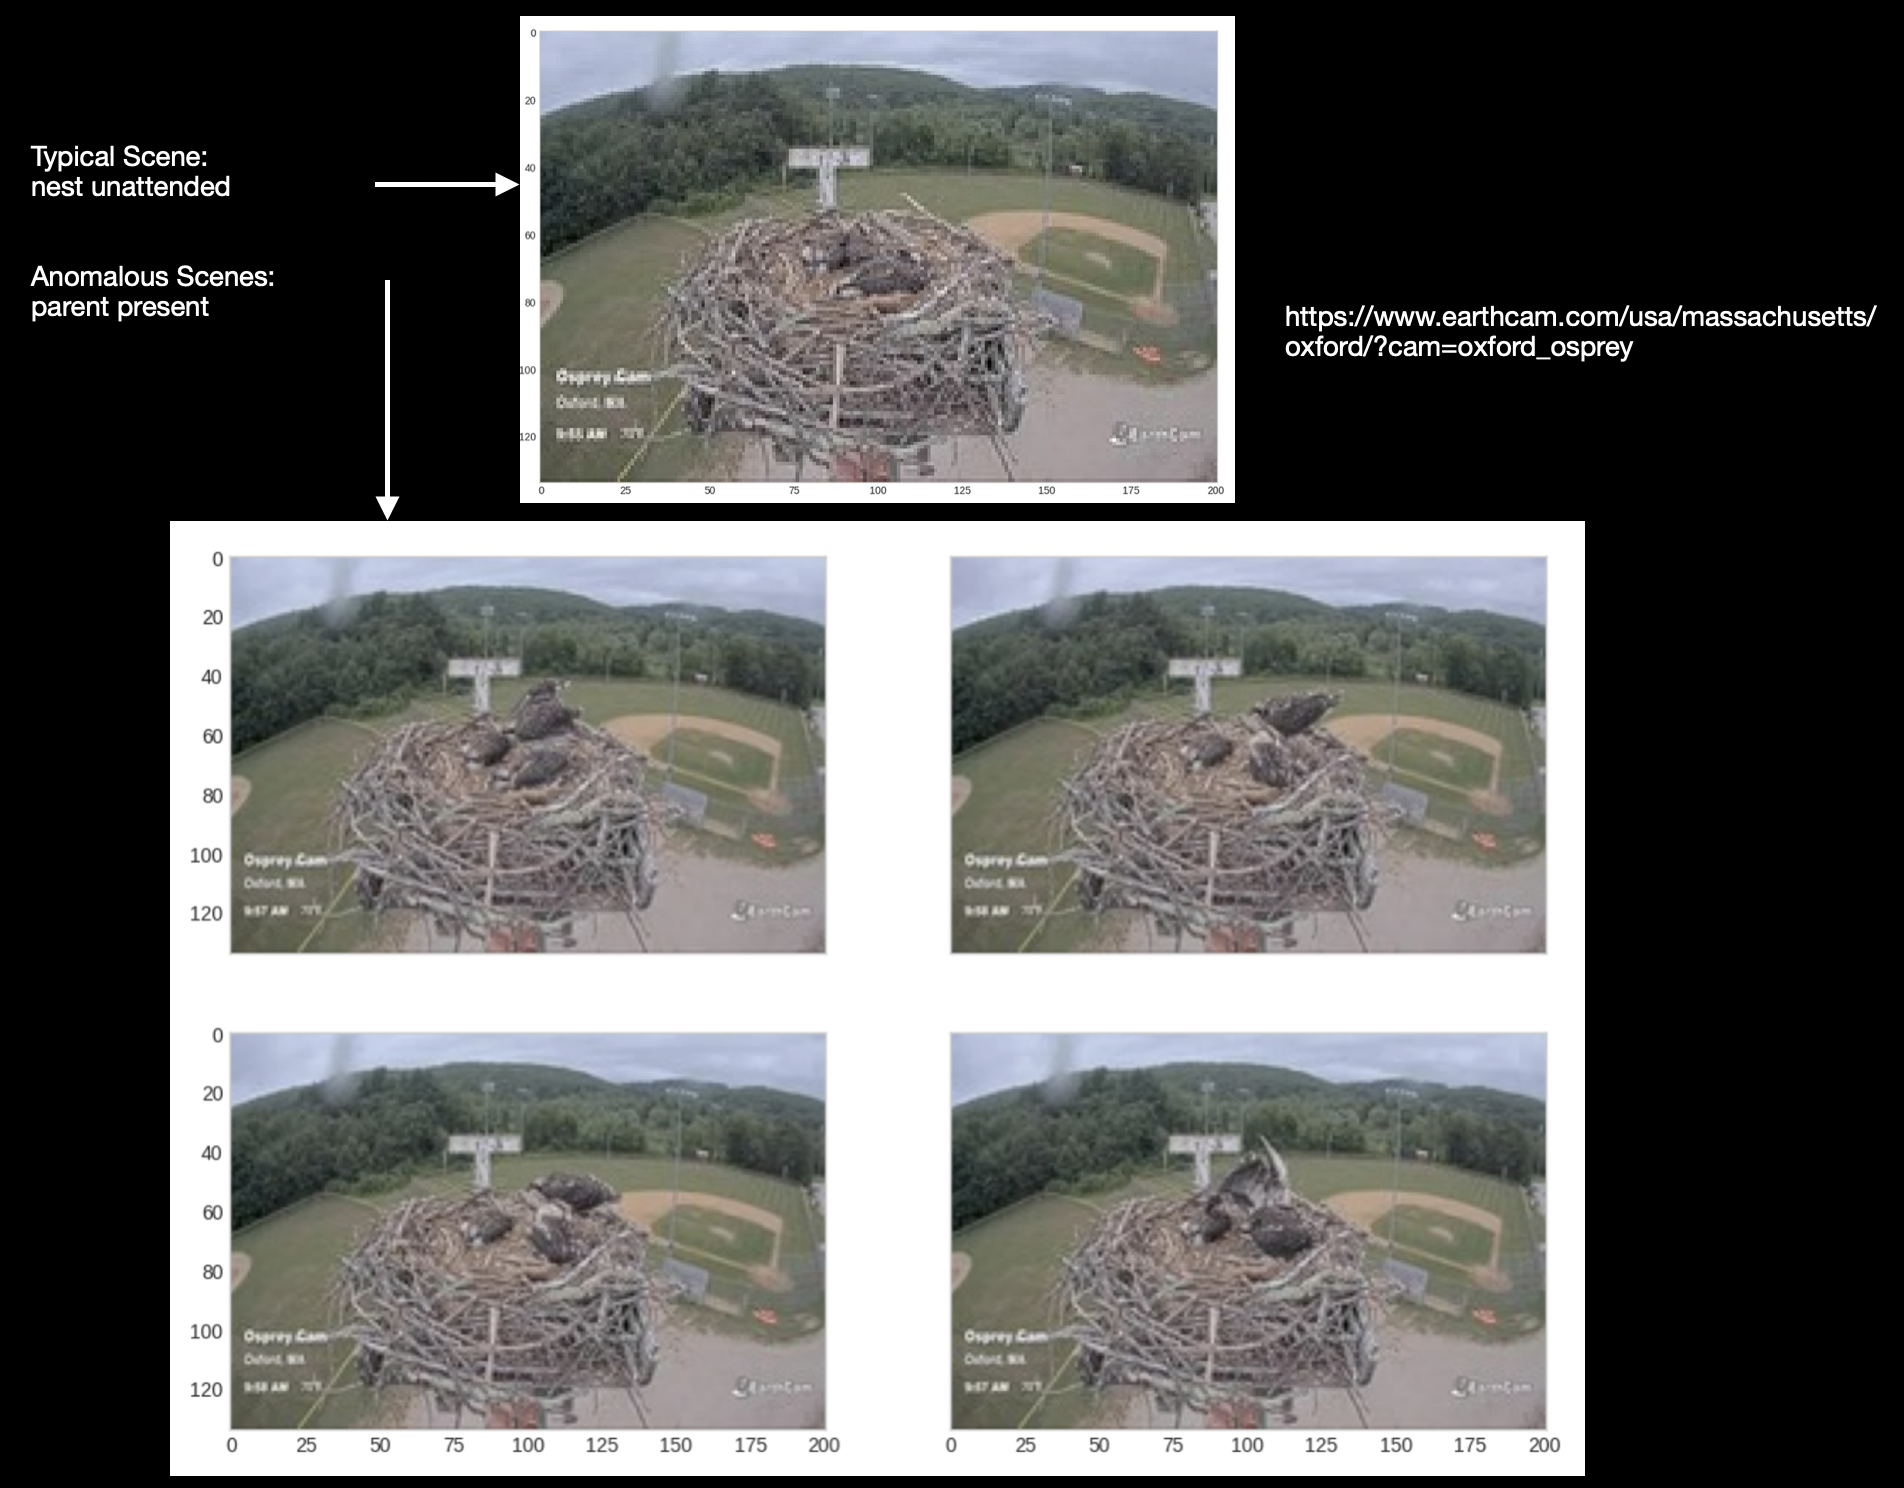 Typical Scene:
nest unattended
Anomalous Scenes:
parent present
https://www.earthcam.com/usa/massachusetts/
oxford/?cam=oxford_osprey
0
20
40
60
80
100
120
Osprey Cam
Oxford, MA
9:55 AM
EarthCam
0 25 50 75 100 125 150 175 200
0
20
40
60
80
100
120
Osprey Cam
Oxford, MA
9:57 AM
EarthCam
Osprey Cam
Oxford, MA
9:58 AM
EarthCam
0
20
40
60
80
100
120
Osprey Cam
Oxford, MA
9:58 AM
EarthCam
0 25 50 75 100 125 150 175 200
Osprey Cam
Oxford, MA
9:57 AM
EarthCam
0 25 50 75 100 125 150 175 200